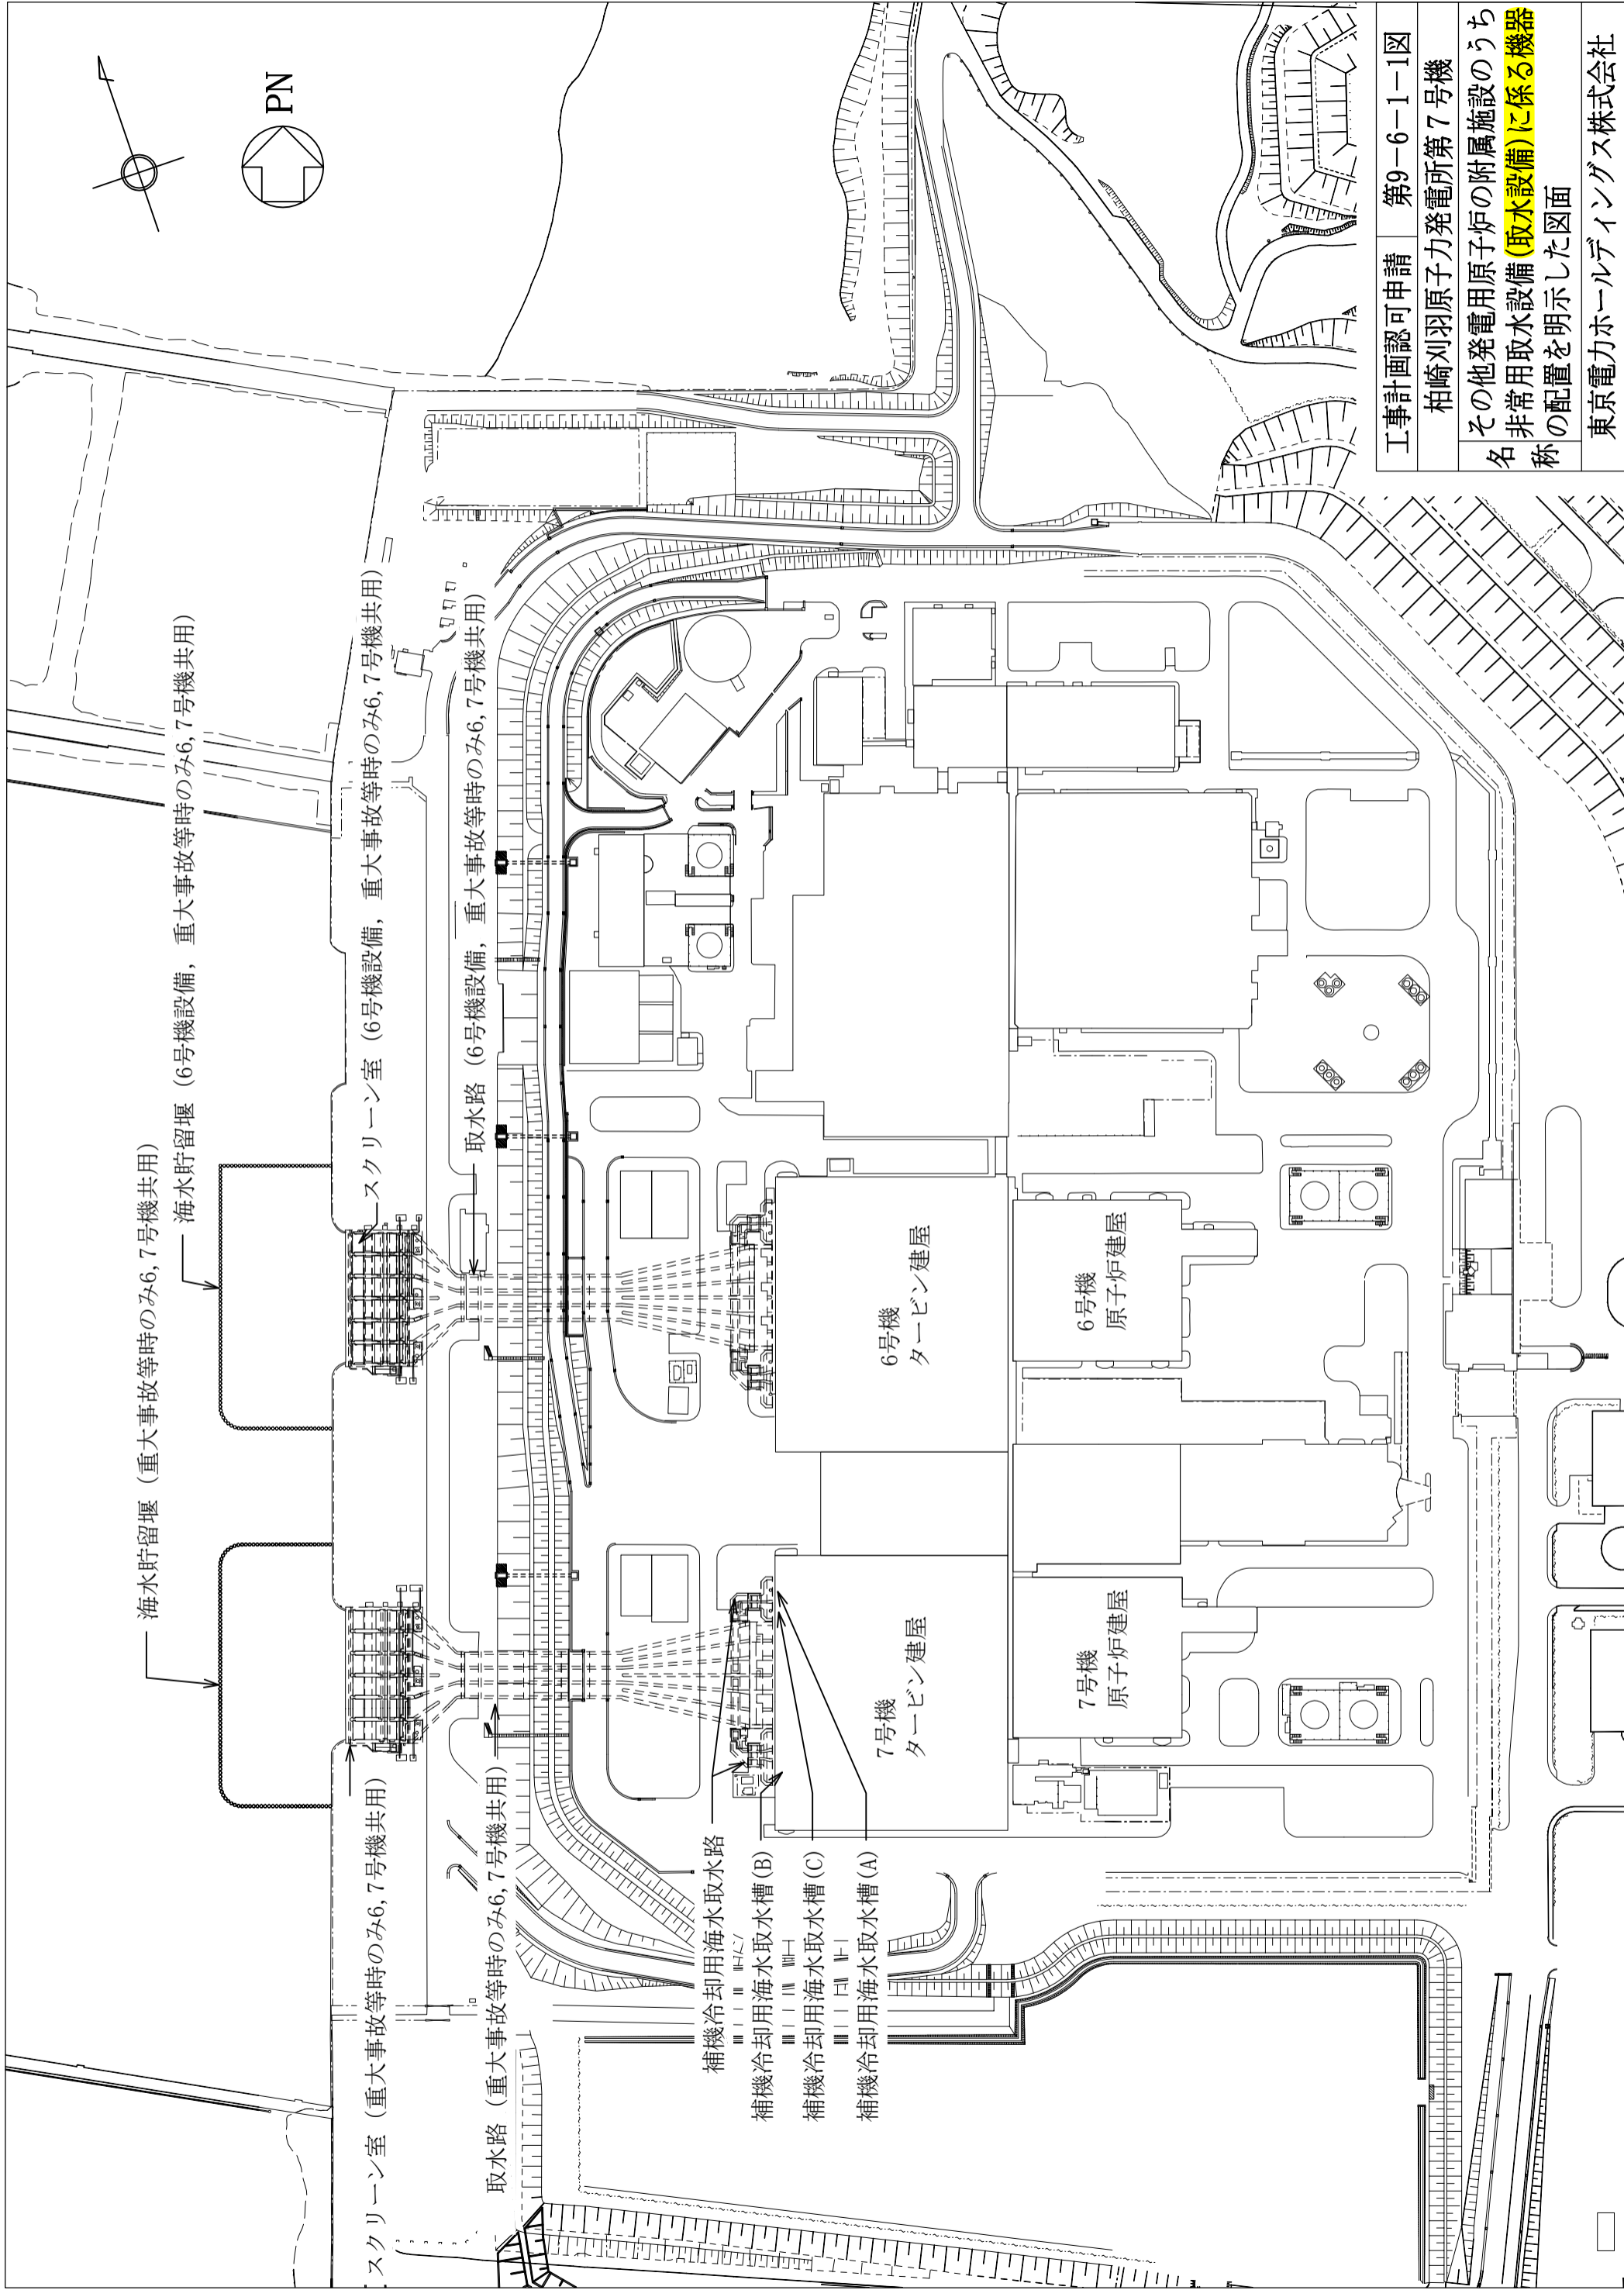 PN
海水貯留堰 (重大事故等時のみ6,7号機共用)
海水貯留堰 (6号機設備, 重大事故等時のみ6,7号機共用)
スクリーン室 (重大事故等時のみ6,7号機共用)
スクリーン室 (6号機設備, 重大事故等時のみ6,7号機共用)
取水路 (重大事故等時のみ6,7号機共用)
取水路 (6号機設備, 重大事故等時のみ6,7号機共用)
補機冷却用海水取水路
補機冷却用海水取水槽(B)
補機冷却用海水取水槽(C)
補機冷却用海水取水槽(A)
7号機
タービン建屋
6号機
タービン建屋
7号機
原子炉建屋
6号機
原子炉建屋
工事計画認可申請 第9-6-1-1図
柏崎刈羽原子力発電所第7号機
名称
その他発電用原子炉の附属施設のうち
非常用取水設備(取水設備)に係る機器
の配置を明示した図面
東京電力ホールディングス株式会社